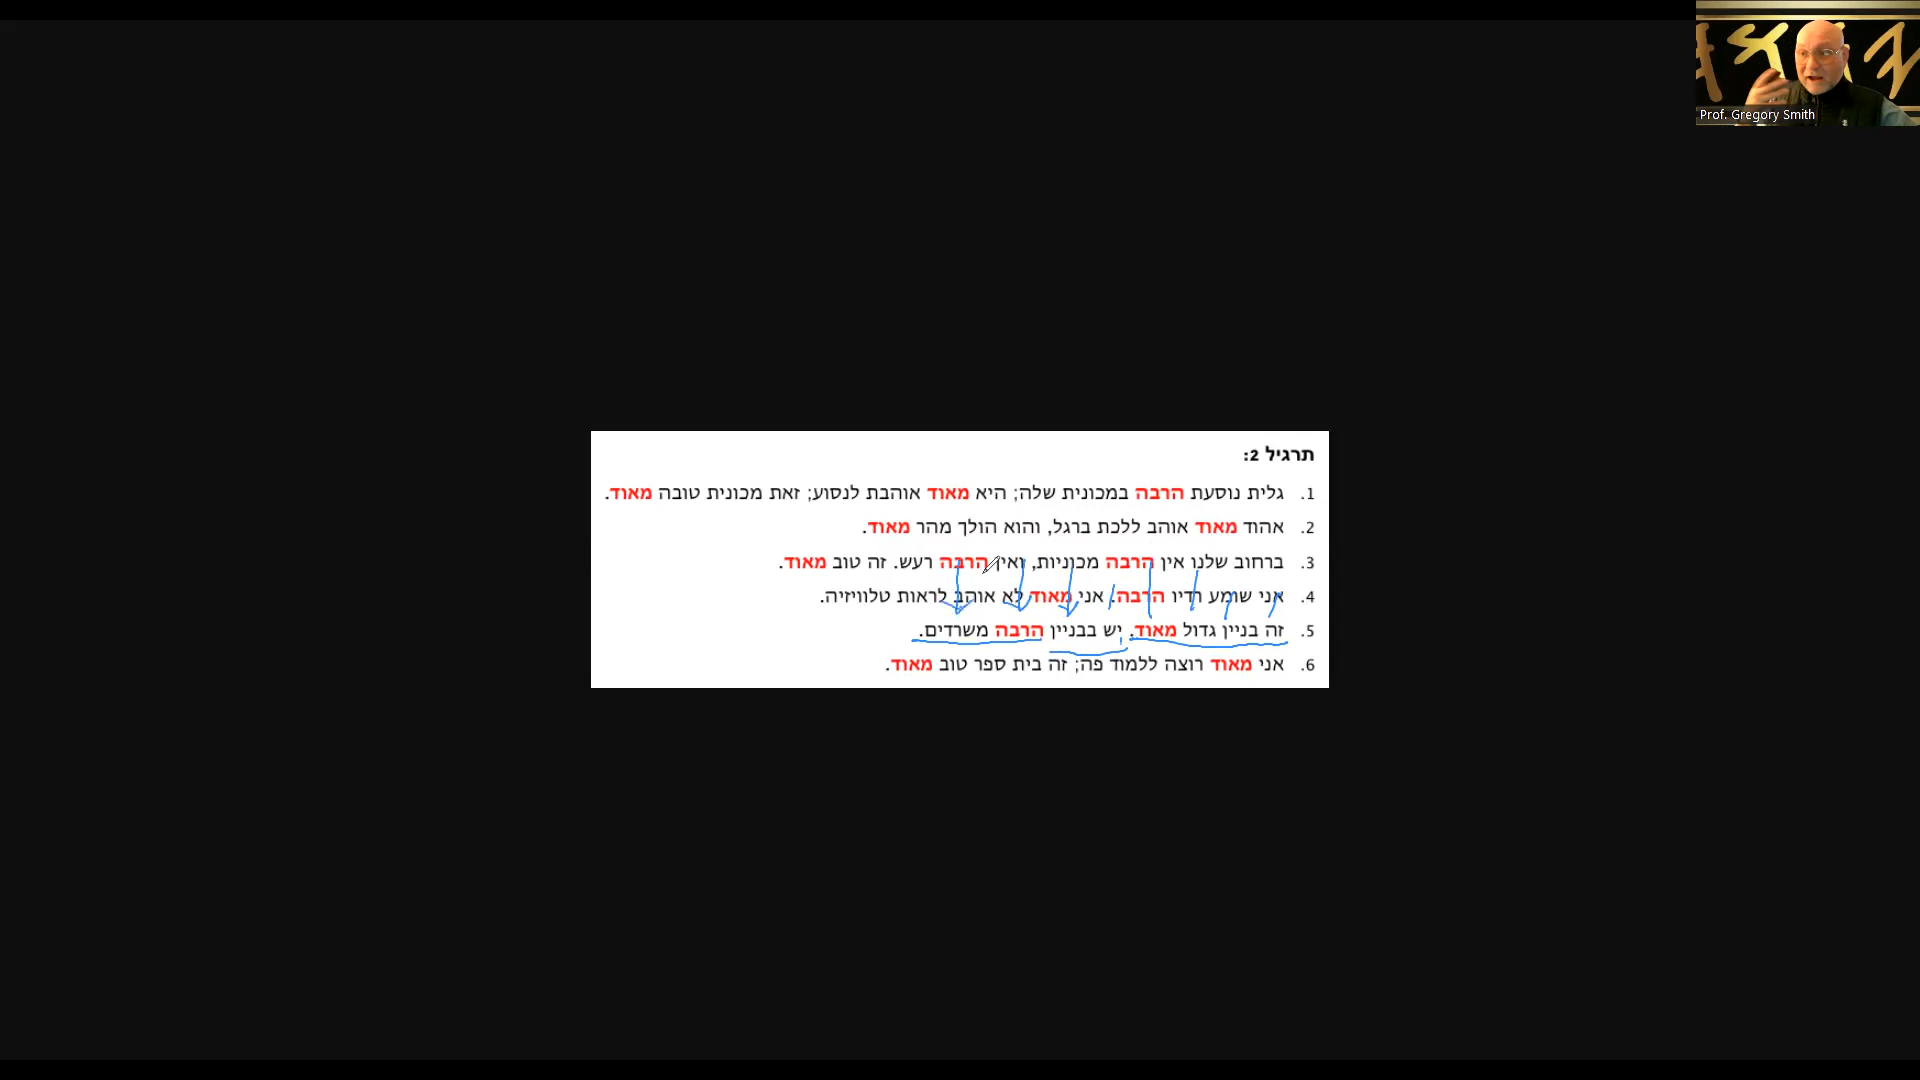 Prof. Gregory Smith
תרגיל 2:
1. גלית נוסעת הרבה במכונית שלה; היא מאוד אוהבת לנסוע; זאת מכונית טובה מאוד.
2. אהוד מאוד אוהב ללכת ברגל, והוא הולך מהר מאוד.
3. ברחוב שלנו אין הרבה מכוניות, ואין הרבה רעש. זה טוב מאוד.
4. אני שומע רדיו הרבה. אני מאוד לא אוהב לראות טלוויזיה.
5. זה בניין גדול מאוד. יש בבניין הרבה משרדים.
6. אני מאוד רוצה ללמוד פה; זה בית ספר טוב מאוד.